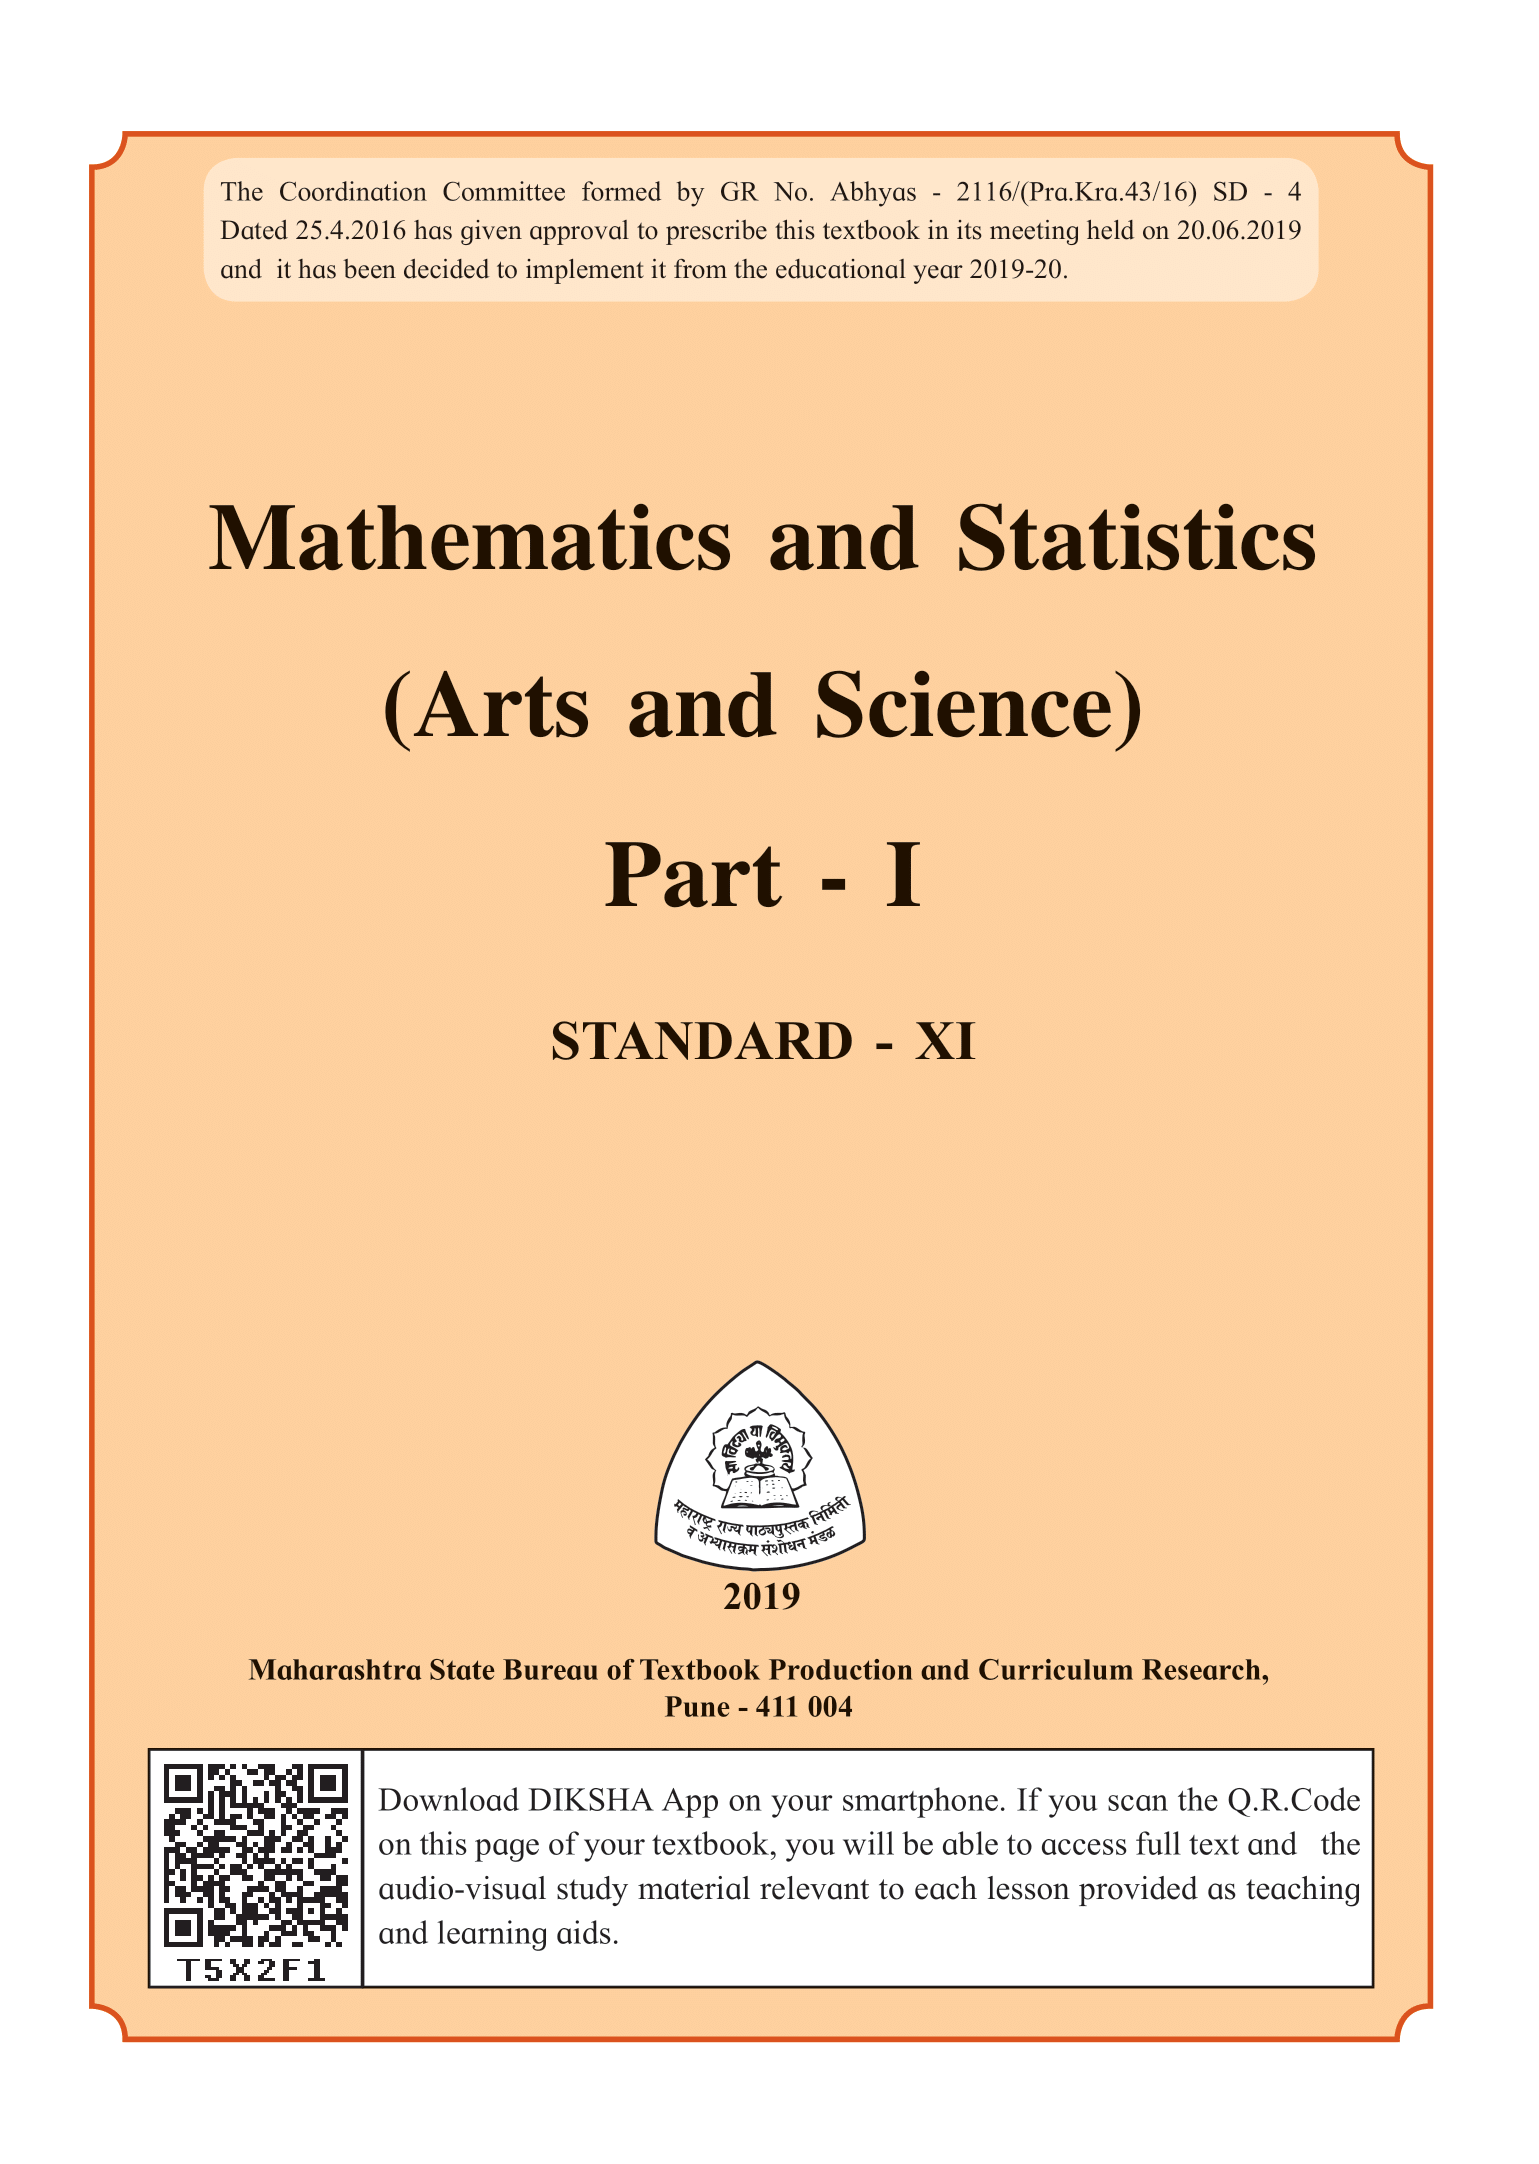 The Coordination Committee formed by GR No. Abhyas - 2116/(Pra.Kra.43/16) SD - 4
Dated 25.4.2016 has given approval to prescribe this textbook in its meeting held on 20.06.2019
and it has been decided to implement it from the educational year 2019-20.
Mathematics and Statistics
(Arts and Science)
Part - I
STANDARD - XI
सा विद्या या विमुक्तये
महाराष्ट्र राज्य पाठ्यपुस्तक निर्मिती
व अभ्यासक्रम संशोधन मंडळ
2019
Maharashtra State Bureau of Textbook Production and Curriculum Research,
Pune - 411 004
Download DIKSHA App on your smartphone. If you scan the Q.R.Code
on this page of your textbook, you will be able to access full text and the
audio-visual study material relevant to each lesson provided as teaching
and learning aids.
T5X2F1